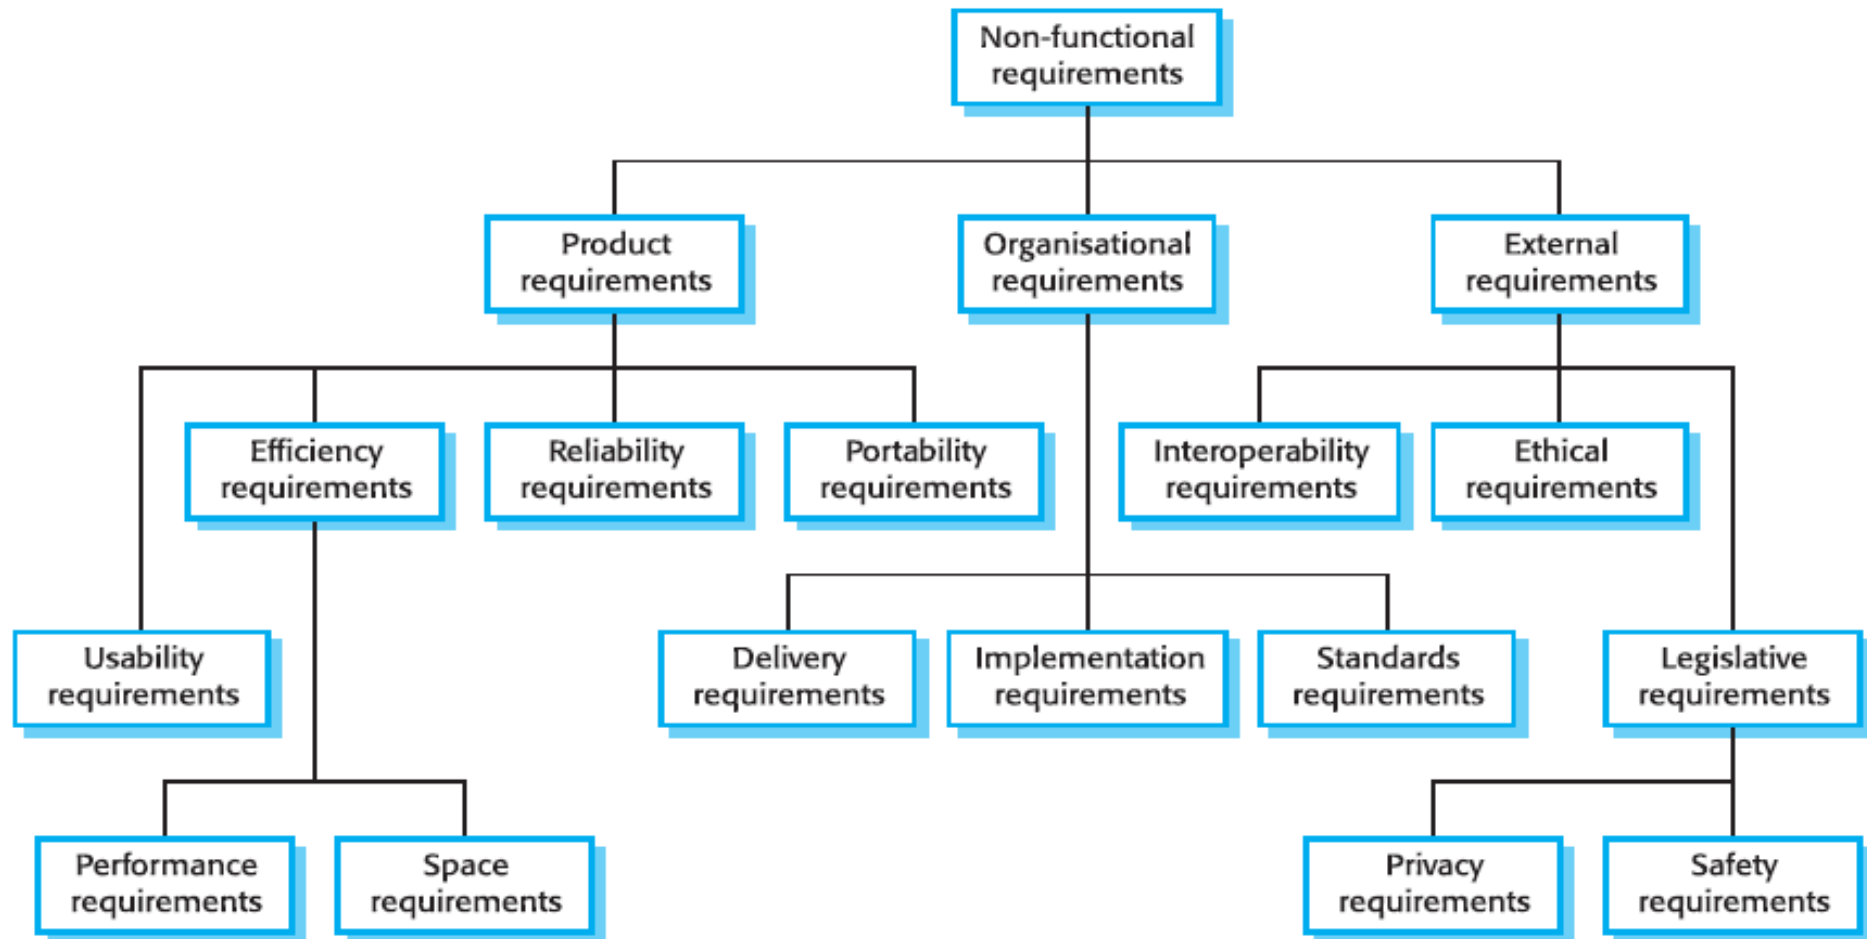 Non-functional
requirements
Product
requirements
Organisational
requirements
External
requirements
Efficiency
requirements
Reliability
requirements
Portability
requirements
Interoperability
requirements
Ethical
requirements
Usability
requirements
Delivery
requirements
Implementation
requirements
Standards
requirements
Legislative
requirements
Performance
requirements
Space
requirements
Privacy
requirements
Safety
requirements